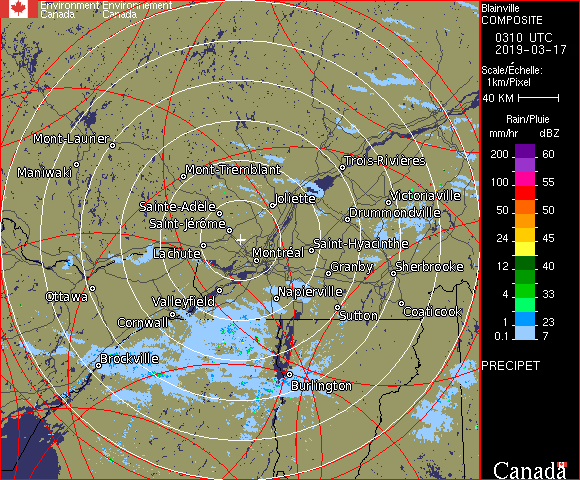 Environment Environnement
Canada Canada
Blainville
COMPOSITE
0310 UTC
2019-03-17
Scale/Échelle:
1km/Pixel
40 KM
Rain/Pluie
mm/hr dBZ
200 60
100 55
50 50
24 45
12 40
4 33
1 23
0.1 7
PRECIPET
Mont-Laurier
Maniwaki
Mont-Tremblant
Trois-Rivières
Sainte-Adele
Joliette
Victoriaville
Saint-Jérôme
Drummondville
Lachute
Montréal
Saint-Hyacinthe
Granby
Sherbrooke
Ottawa
Valleyfield
Napierville
Cornwall
Sutton
Coaticook
Brockville
Burlington
Canada